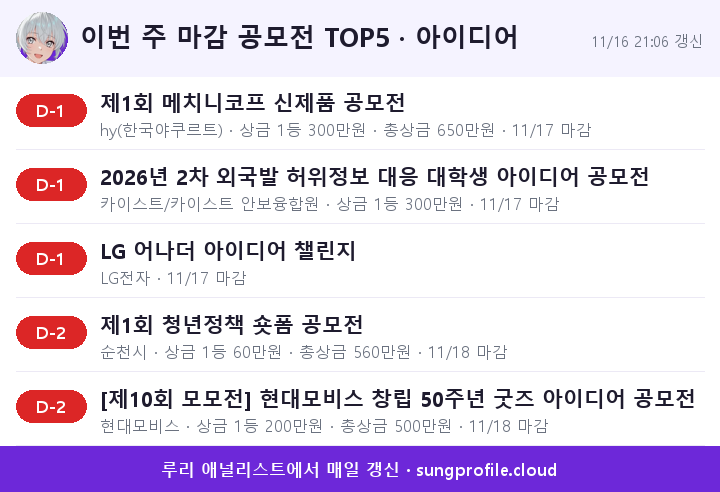 이번 주 마감 공모전 TOP5 · 아이디어
11/16 21:06 갱신
D-1
제1회 메치니코프 신제품 공모전
hy(한국야쿠르트) · 상금 1등 300만원 · 총상금 650만원 · 11/17 마감
D-1
2026년 2차 외국발 허위정보 대응 대학생 아이디어 공모전
카이스트/카이스트 안보융합원 · 상금 1등 300만원 · 11/17 마감
D-1
LG 어나더 아이디어 챌린지
LG전자 · 11/17 마감
D-2
제1회 청년정책 숏폼 공모전
순천시 · 상금 1등 60만원 · 총상금 560만원 · 11/18 마감
D-2
[제10회 모모전] 현대모비스 창립 50주년 굿즈 아이디어 공모전
현대모비스 · 상금 1등 200만원 · 총상금 500만원 · 11/18 마감
루리 애널리스트에서 매일 갱신 · sungprofile.cloud